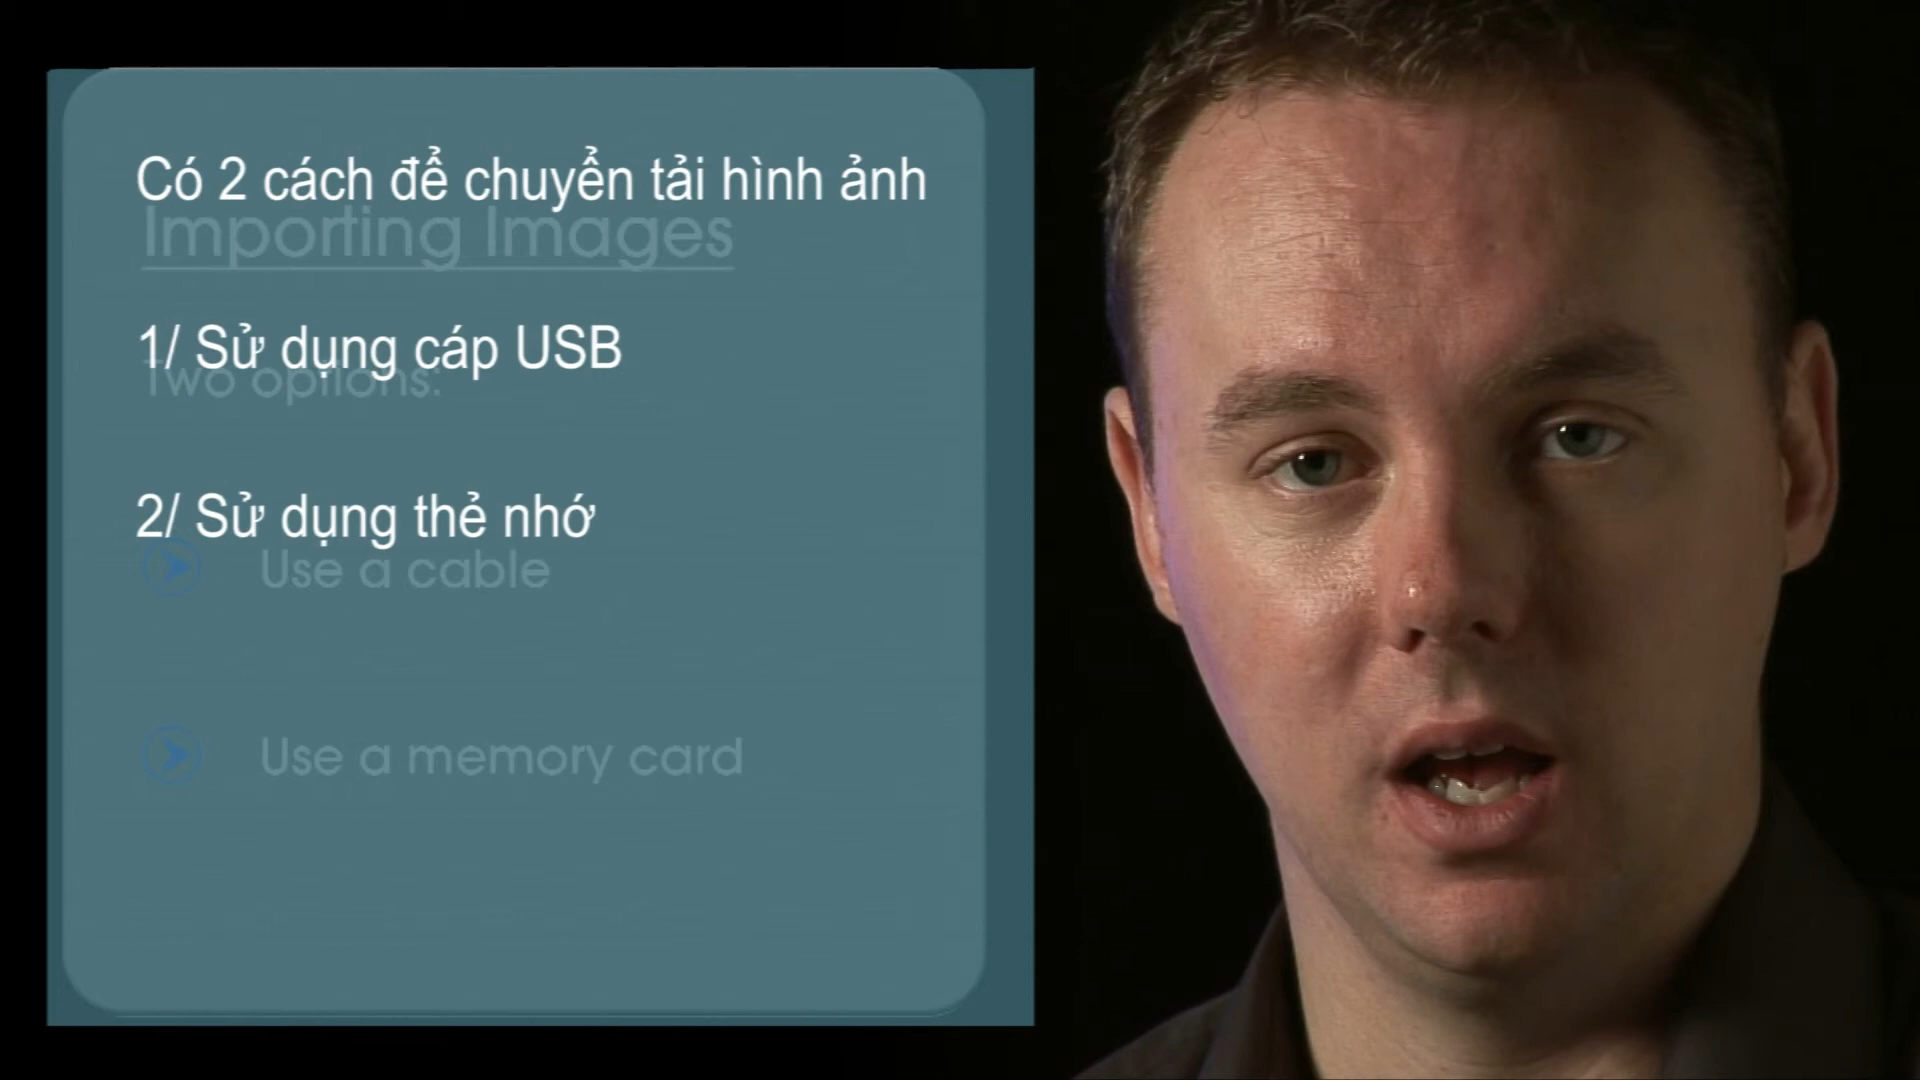 Có 2 cách để chuyển tải hình ảnh
Importing Images
1/ Sử dụng cáp USB
Two options:
2/ Sử dụng thẻ nhớ
Use a cable
Use a memory card